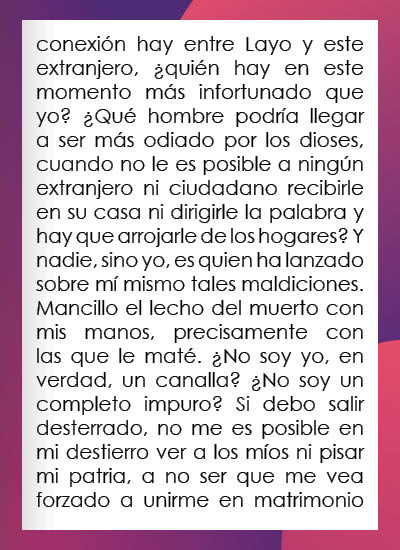 conexión hay entre Layo y este
extranjero, ¿quién hay en este
momento más infortunado que
yo? ¿Qué hombre podría llegar
a ser más odiado por los dioses,
cuando no le es posible a ningún
extranjero ni ciudadano recibirle
en su casa ni dirigirle la palabra y
hay que arrojarle de los hogares? Y
nadie, sino yo, es quien ha lanzado
sobre mí mismo tales maldiciones.
Mancillo el lecho del muerto con
mis manos, precisamente con
las que le maté. ¿No soy yo, en
verdad, un canalla? ¿No soy un
completo impuro? Si debo salir
desterrado, no me es posible en
mi destierro ver a los míos ni pisar
mi patria, a no ser que me vea
forzado a unirme en matrimonio